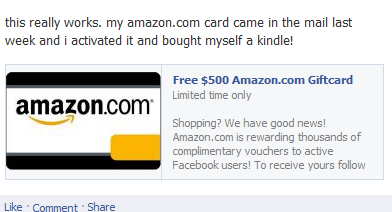 this really works. my amazon.com card came in the mail last
week and i activated it and bought myself a kindle!
amazon.com
Free $500 Amazon.com Giftcard
Limited time only
Shopping? We have good news!
Amazon.com is rewarding thousands of
complimentary vouchers to active
Facebook users! To receive yours follow
Like · Comment · Share